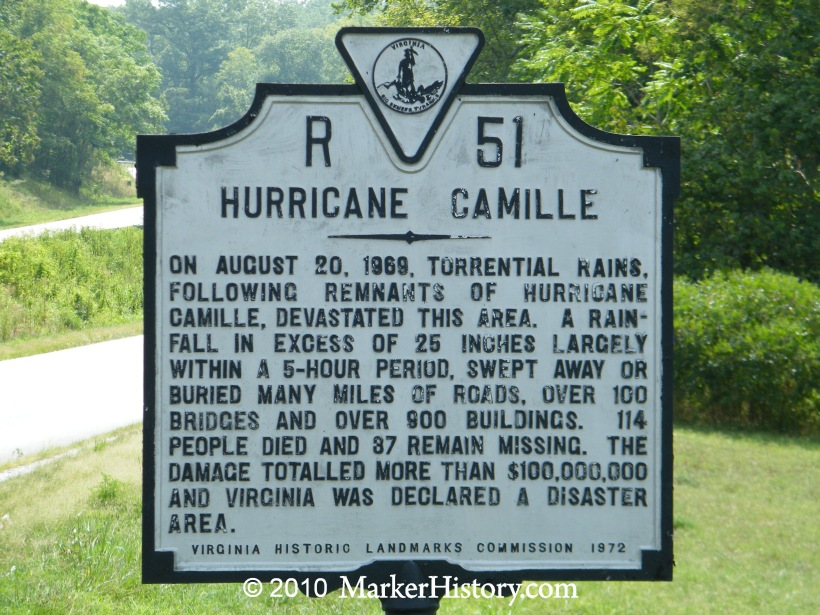 VIRGINIA
SIC SEMPER TYRANNIS
R 51
HURRICANE CAMILLE
ON AUGUST 20, 1969, TORRENTIAL RAINS,
FOLLOWING REMNANTS OF HURRICANE
CAMILLE, DEVASTATED THIS AREA. A RAIN-
FALL IN EXCESS OF 25 INCHES LARGELY
WITHIN A 5-HOUR PERIOD, SWEPT AWAY OR
BURIED MANY MILES OF ROADS, OVER 100
BRIDGES AND OVER 900 BUILDINGS. 114
PEOPLE DIED AND 37 REMAIN MISSING. THE
DAMAGE TOTALLED MORE THAN $100,000,000
AND VIRGINIA WAS DECLARED A DISASTER
AREA.
VIRGINIA HISTORIC LANDMARKS COMMISSION 1972
© 2010 MarkerHistory.com